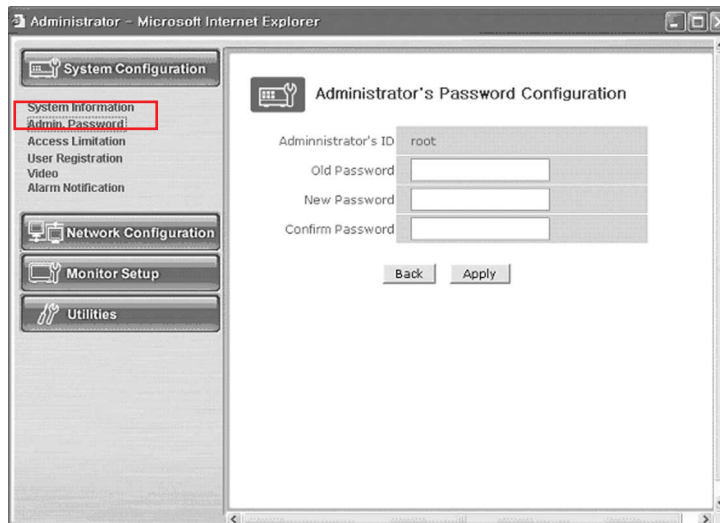 Administrator - Microsoft Internet Explorer
System Configuration
System Information
Admin. Password
Access Limitation
User Registration
Video
Alarm Notification
Network Configuration
Monitor Setup
Utilities
Administrator's Password Configuration
Adminnistrator's ID root
Old Password
New Password
Confirm Password
Back Apply